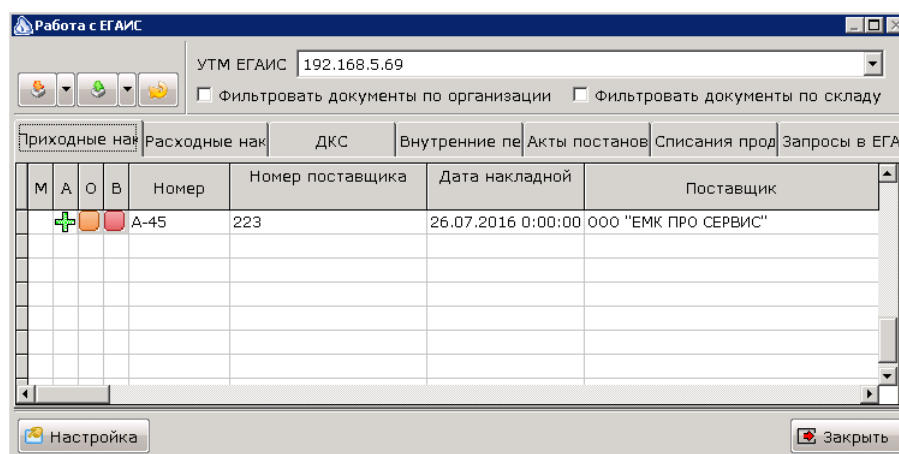 Работа с ЕГАИС
УТМ ЕГАИС 192.168.5.69
Фильтровать документы по организации Фильтровать документы по складу
Приходные нак Расходные нак ДКС Внутренние пе Акты постанов Списания прод Запросы в ЕГА
М А О В Номер Номер поставщика Дата накладной Поставщик
А-45 223 26.07.2016 0:00:00 ООО "ЕМК ПРО СЕРВИС"
Настройка Закрыть